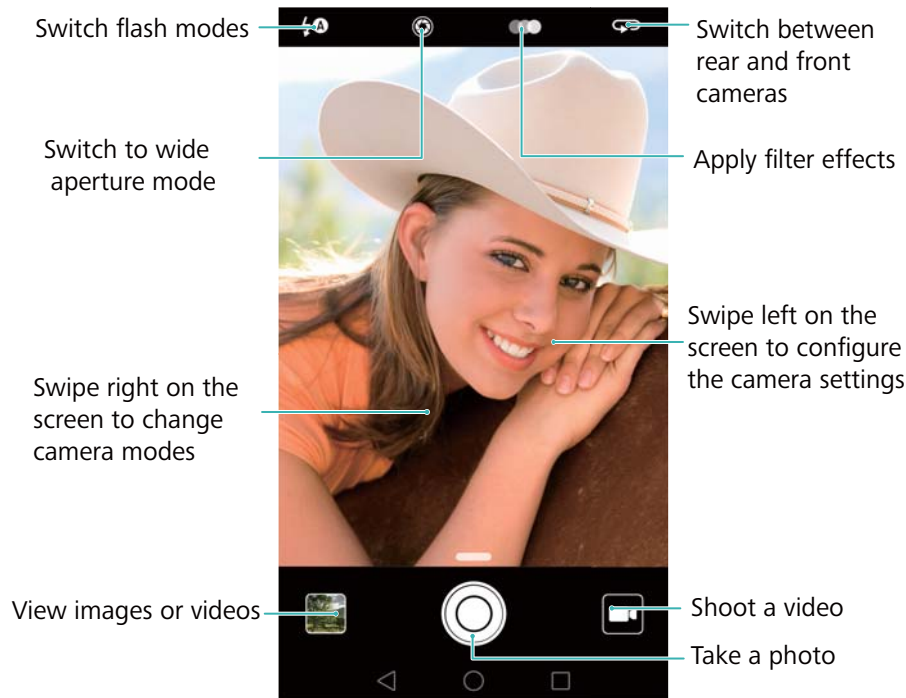 Switch flash modes
Switch between
rear and front
cameras
Switch to wide
aperture mode
Apply filter effects
Swipe left on the
screen to configure
the camera settings
Swipe right on the
screen to change
camera modes
View images or videos
Shoot a video
Take a photo
A